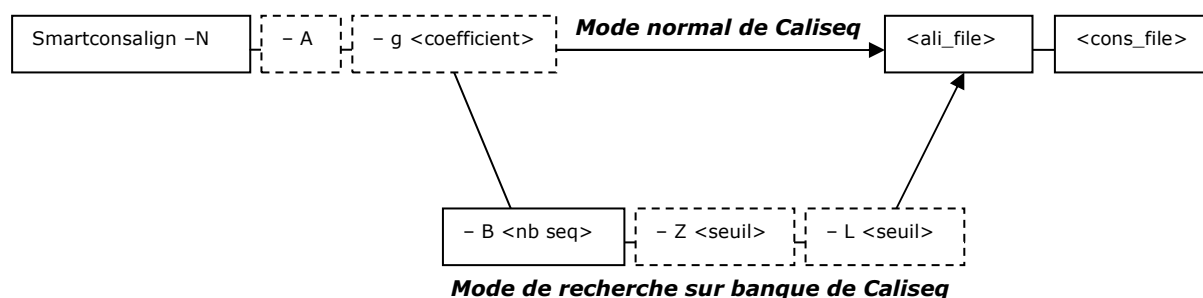 Mode normal de Caliseq
Smartconsalign –N
– A
– g <coefficient>
<ali_file>
<cons_file>
– B <nb seq>
– Z <seuil>
– L <seuil>
Mode de recherche sur banque de Caliseq